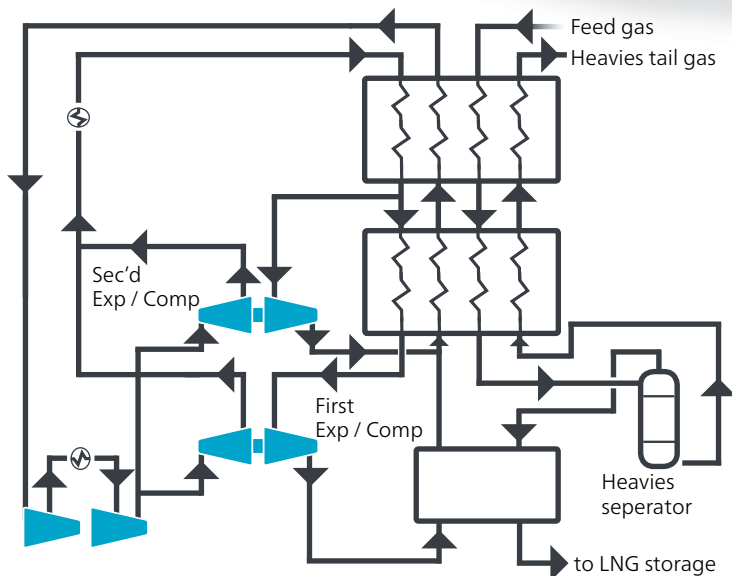 Feed gas
Heavies tail gas
Sec’d
Exp / Comp
First
Exp / Comp
Heavies
seperator
to LNG storage